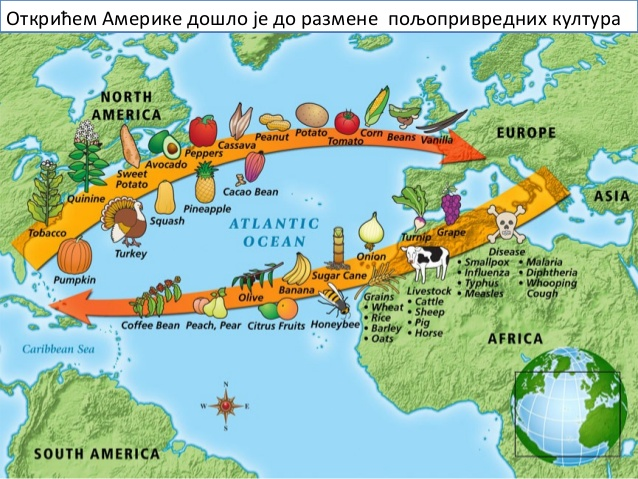 Открићем Америке дошло је до размене пољопривредних култура
NORTH
AMERICA
EUROPE
ASIA
AFRICA
SOUTH AMERICA
ATLANTIC
OCEAN
Caribbean Sea
Tobacco
Quinine
Sweet
Potato
Avocado
Peppers
Cassava
Peanut
Potato
Tomato
Corn
Beans
Vanilla
Pumpkin
Turkey
Squash
Pineapple
Cacao Bean
Coffee Bean
Peach, Pear
Olive
Citrus Fruits
Banana
Honeybee
Sugar Cane
Onion
Turnip
Grape
Grains
• Wheat
• Rice
• Barley
• Oats
Livestock
• Cattle
• Sheep
• Pig
• Horse
Disease
• Smallpox
• Influenza
• Typhus
• Measles
• Malaria
• Diphtheria
• Whooping
Cough
N
W
E
S